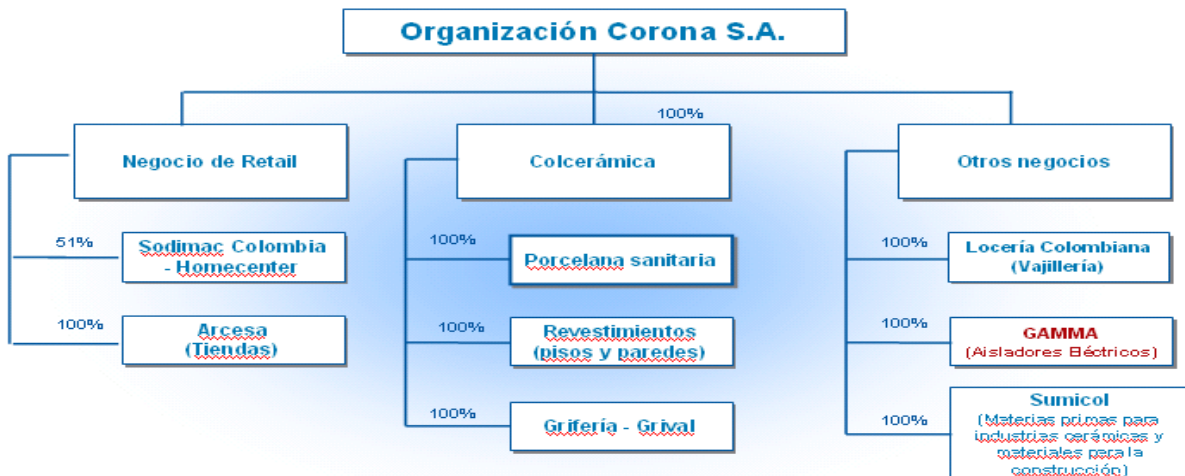 Organización Corona S.A.
100%
Negocio de Retail
Colcerámica
Otros negocios
51%
Sodimac Colombia
- Homecenter
100%
Arcesa
(Tiendas)
100%
Porcelana sanitaria
100%
Revestimientos
(pisos y paredes)
100%
Grifería - Grival
100%
Locería Colombiana
(Vajillería)
100%
GAMMA
(Aisladores Eléctricos)
100%
Sumicol
(Materias primas para
industrias cerámicas y
materiales para la
construcción)